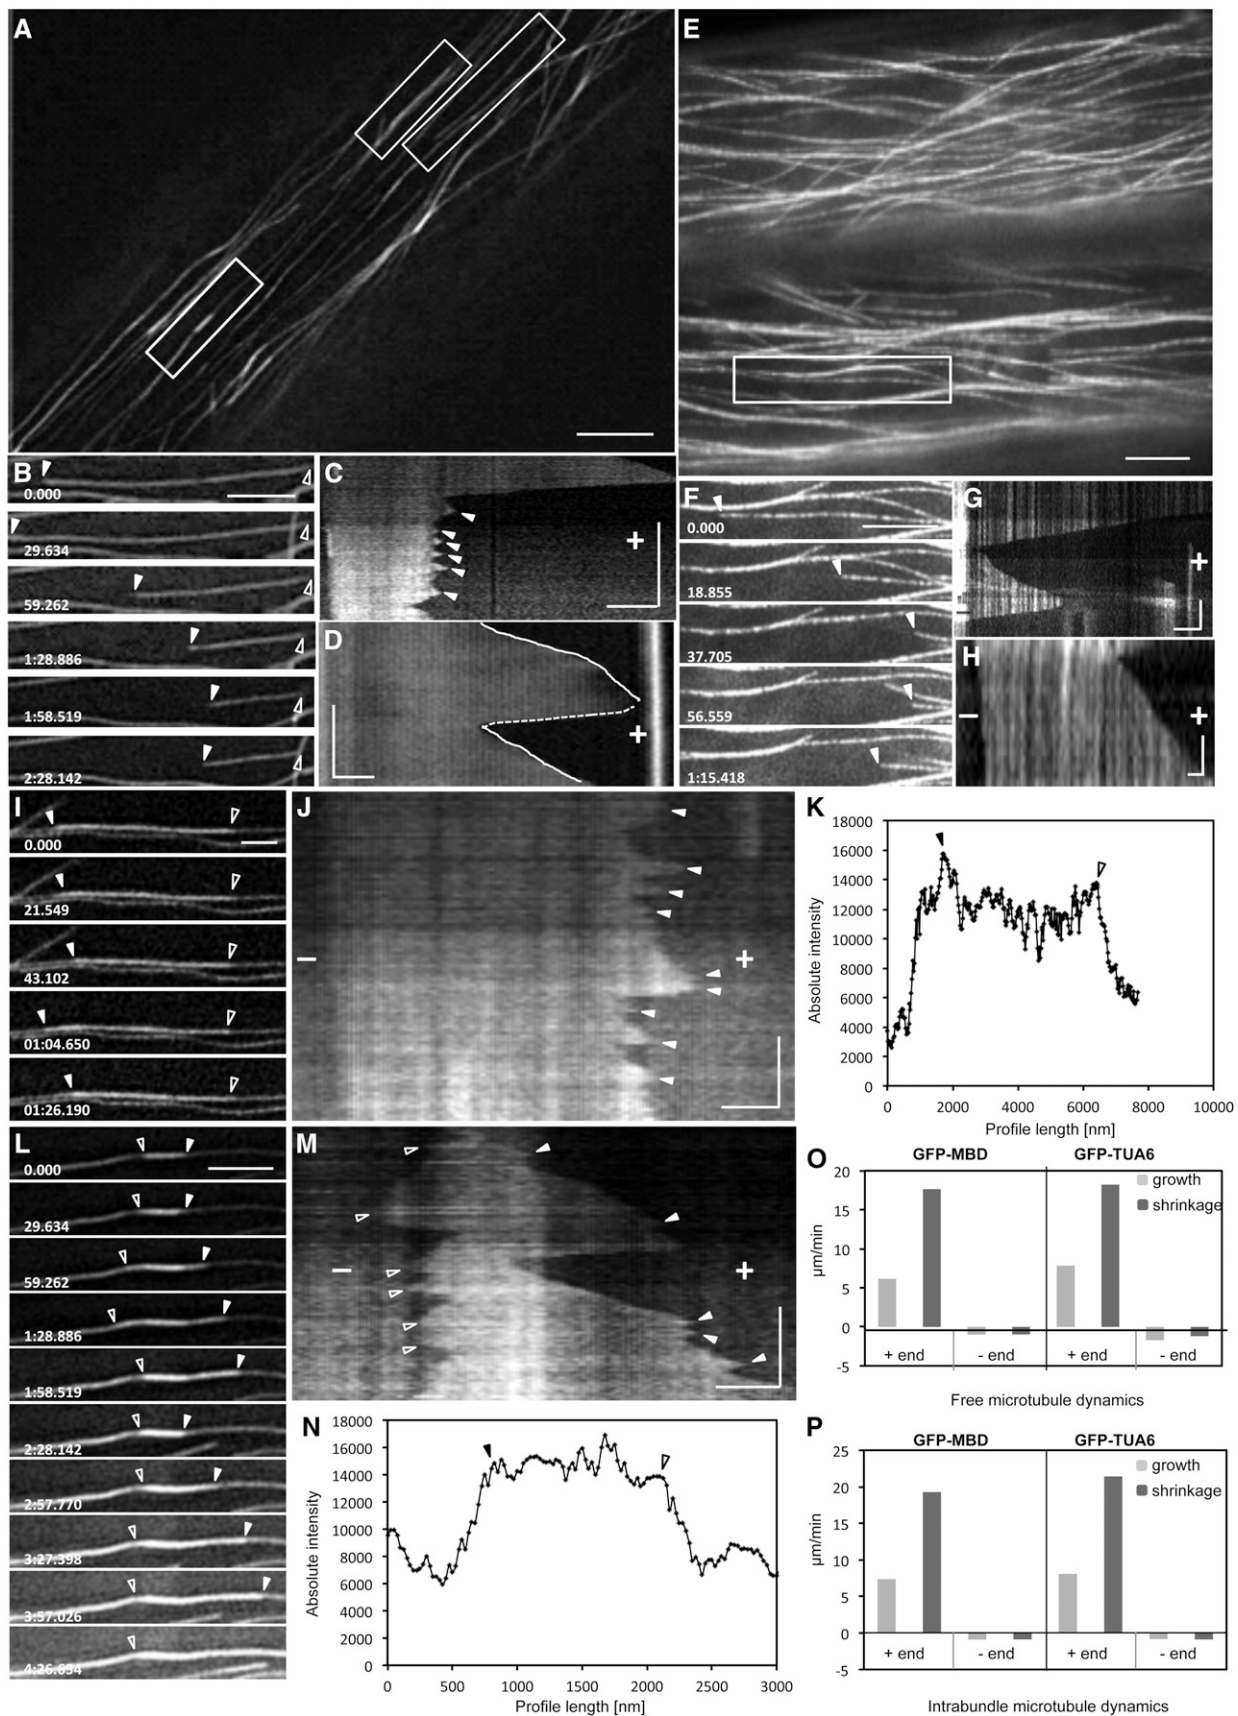 A
E
B
0.000
29.634
59.262
1:28.886
1:58.519
2:28.142
C
+
D
+
F
0.000
18.855
37.705
56.559
1:15.418
G
+
−
H
− +
I
0.000
21.549
43.102
01:04.650
01:26.190
J
− +
K
18000
16000
14000
12000
10000
8000
6000
4000
2000
0
Absolute intensity
0 2000 4000 6000 8000 10000
Profile length [nm]
L
0.000
29.634
59.262
1:28.886
1:58.519
2:28.142
2:57.770
3:27.398
3:57.026
4:26.654
M
− +
N
18000
16000
14000
12000
10000
8000
6000
4000
2000
0
Absolute intensity
0 500 1000 1500 2000 2500 3000
Profile length [nm]
O
GFP-MBD GFP-TUA6
growth
shrinkage
20
15
10
5
0
-5
µm/min
+ end - end + end - end
Free microtubule dynamics
P
GFP-MBD GFP-TUA6
growth
shrinkage
25
20
15
10
5
0
-5
µm/min
+ end - end + end - end
Intrabundle microtubule dynamics